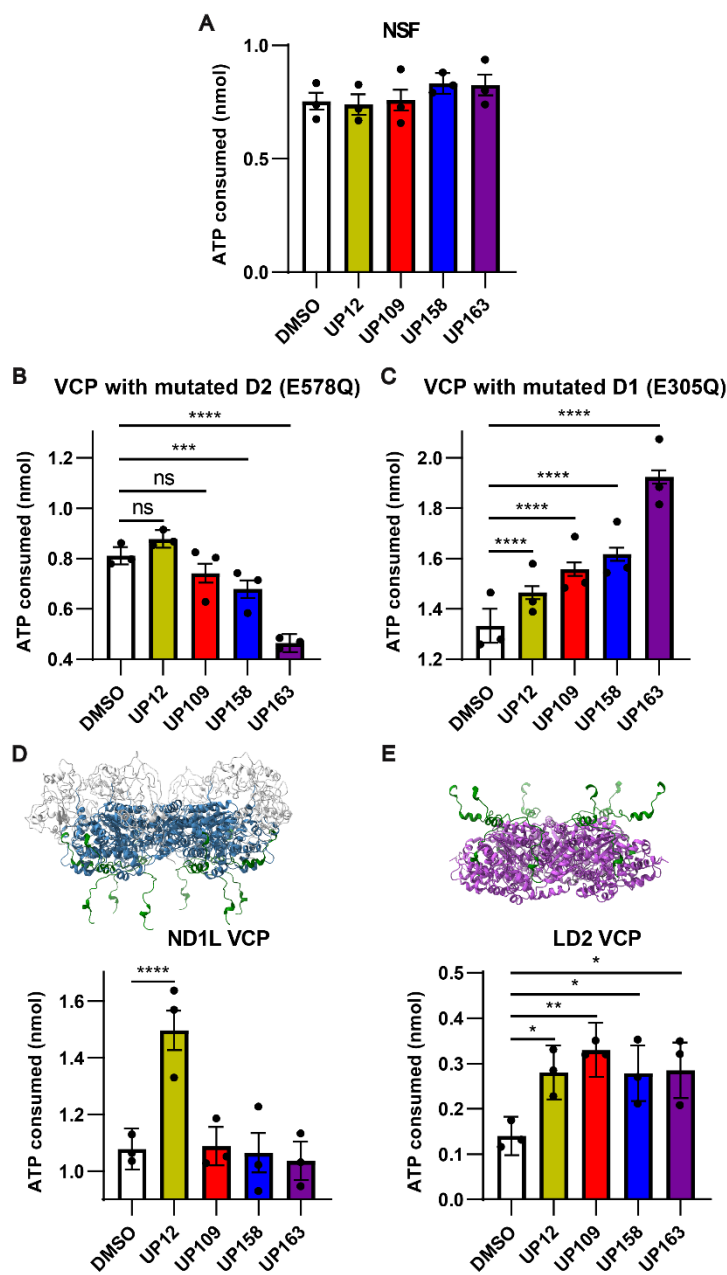 A
NSF
ATP consumed (nmol)
1.0
0.5
0.0
DMSO
UP12
UP109
UP158
UP163
B
VCP with mutated D2 (E578Q)
ATP consumed (nmol)
1.2
1.0
0.8
0.6
0.4
****
***
ns
ns
DMSO
UP12
UP109
UP158
UP163
C
VCP with mutated D1 (E305Q)
ATP consumed (nmol)
2.0
1.8
1.6
1.4
1.2
****
****
****
****
DMSO
UP12
UP109
UP158
UP163
D
ND1L VCP
ATP consumed (nmol)
1.6
1.4
1.2
1.0
****
DMSO
UP12
UP109
UP158
UP163
E
LD2 VCP
ATP consumed (nmol)
0.5
0.4
0.3
0.2
0.1
0.0
*
*
**
*
DMSO
UP12
UP109
UP158
UP163